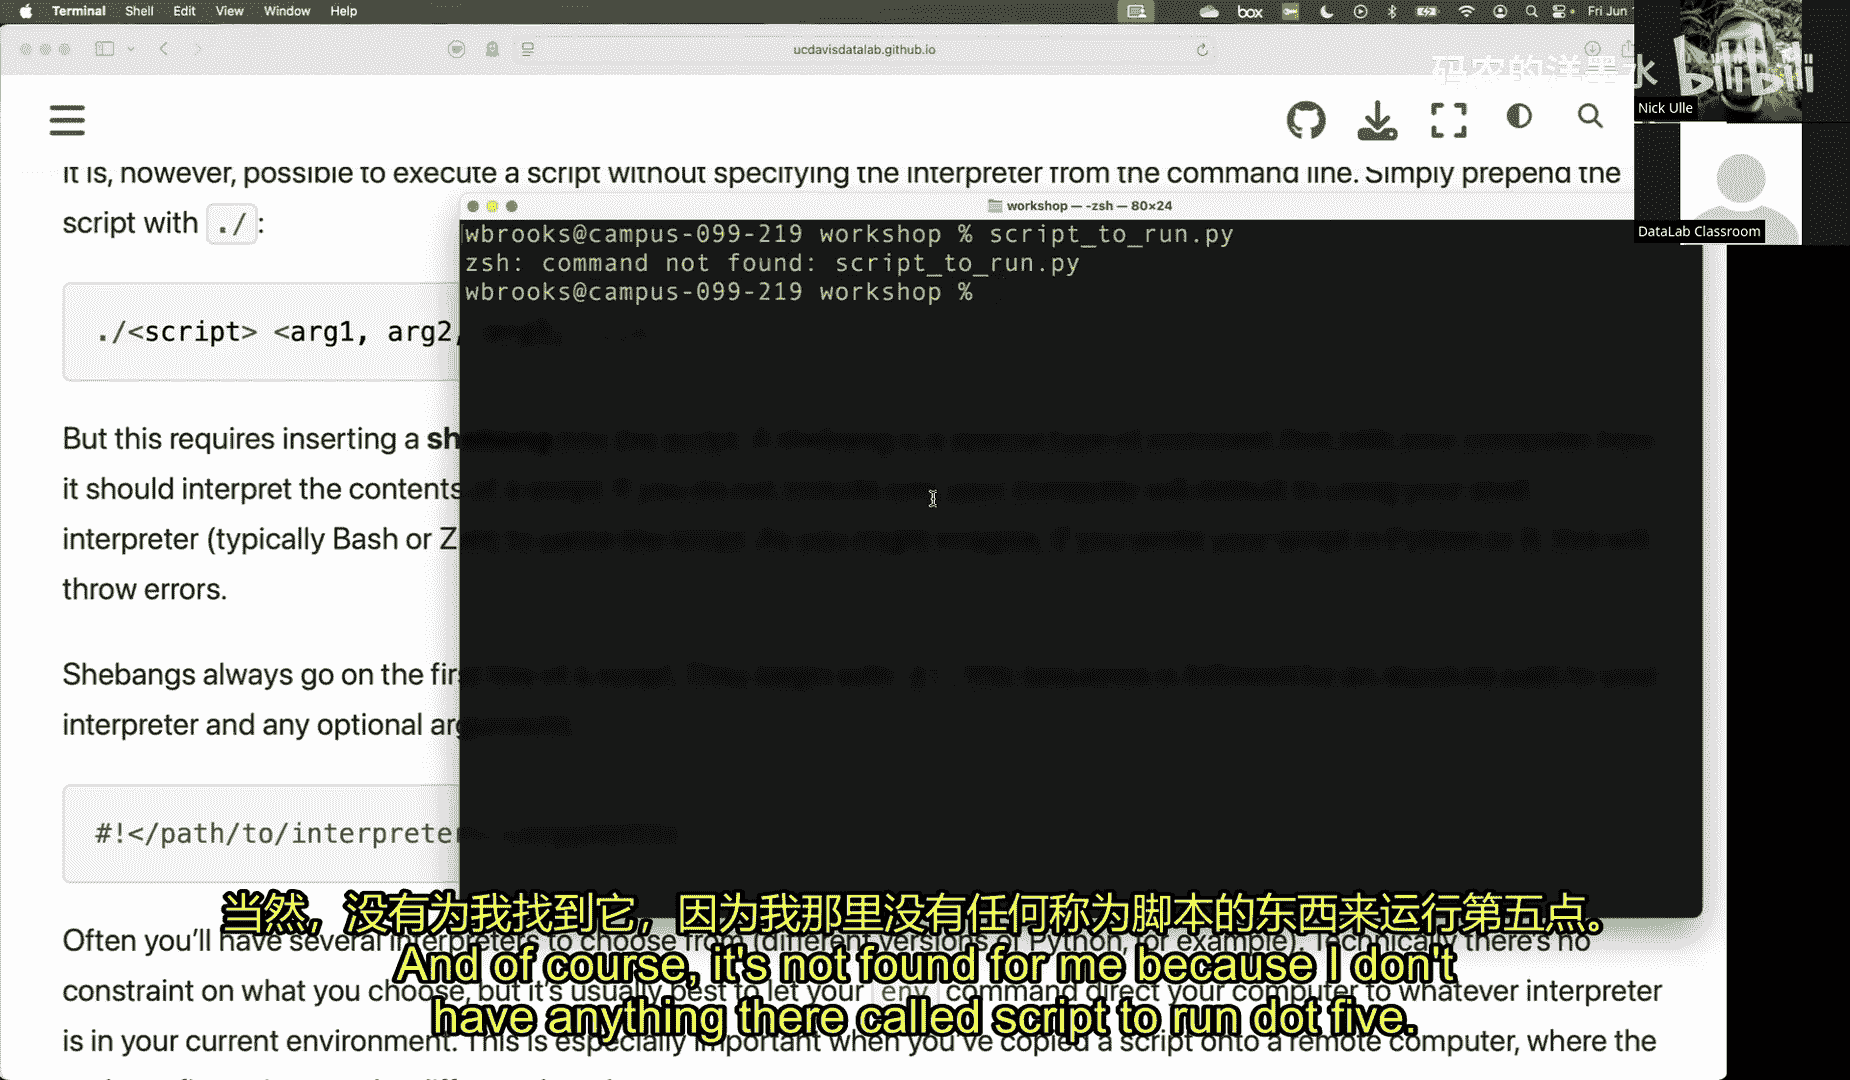 Terminal Shell Edit View Window Help
box
Fri Jun
ucdavisdatalab.github.io
码农的洋墨水 bilibili
Nick Ulle
DataLab Classroom
It is, however, possible to execute a script without specifying the interpreter from the command line. Simply prepend the
script with ./ :
workshop — -zsh — 80×24
wbrooks@campus-099-219 workshop % script_to_run.py
zsh: command not found: script_to_run.py
wbrooks@campus-099-219 workshop %
./<script> <arg1, arg2,
But this requires inserting a
it should interpret the contents
interpreter (typically Bash or
throw errors.
Shebangs always go on the
interpreter and any optional
#!</path/to/interpreter
当然，没有为我找到它，因为我那里没有任何称为脚本的东西来运行第五点。
Often you’ll have several interpreters to choose from (different versions of Python, for example). Technically there’s no
And of course, it's not found for me because I don't
constraint on what you choose, but it’s usually best to let your env command direct your computer to whatever interpreter
have anything there called script to run dot five.
is in your current environment. This is especially important when you’ve copied a script onto a remote computer, where the